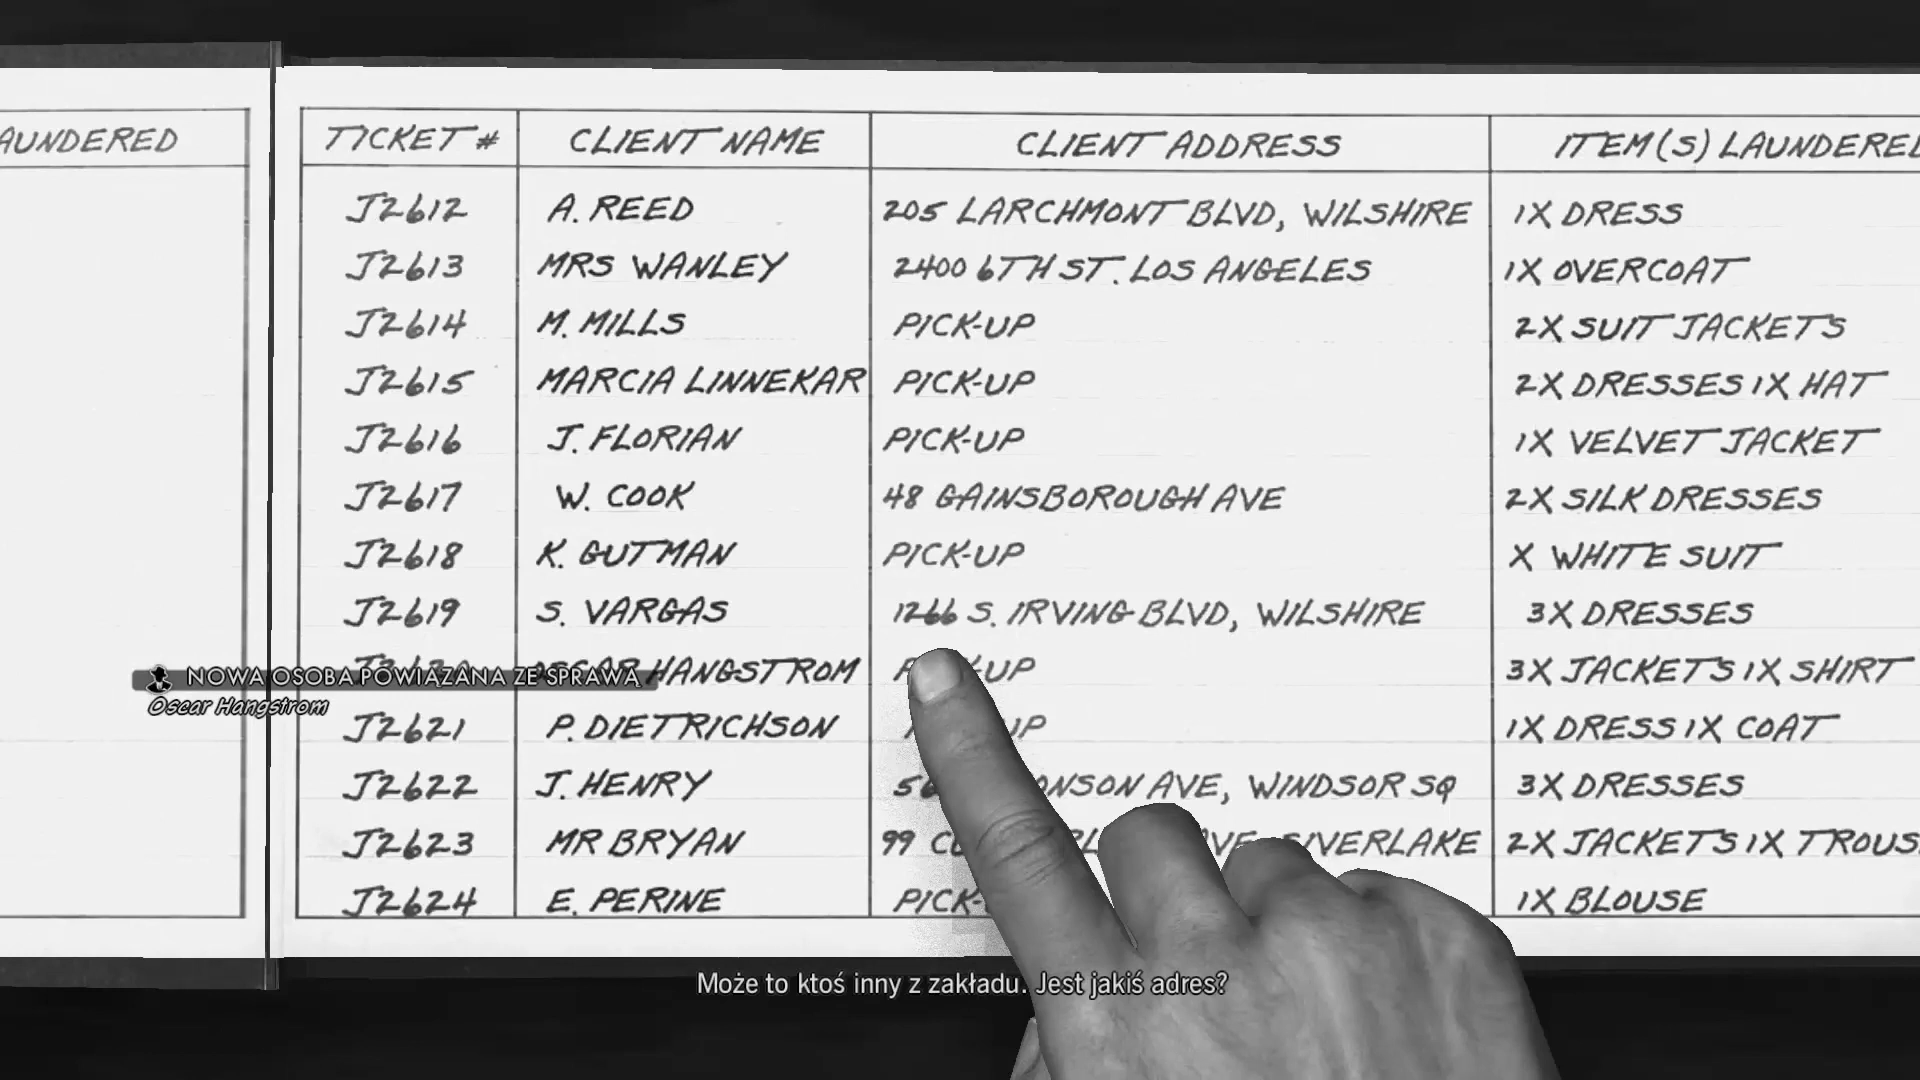 AUNDERED
TICKET # CLIENT NAME CLIENT ADDRESS ITEM(S) LAUNDERED
J2612 A. REED 205 LARCHMONT BLVD, WILSHIRE 1X DRESS
J2613 MRS WANLEY 2400 6TH ST. LOS ANGELES 1X OVERCOAT
J2614 M. MILLS PICK-UP 2X SUIT JACKETS
J2615 MARCIA LINNEKAR PICK-UP 2X DRESSES 1X HAT
J2616 J. FLORIAN PICK-UP 1X VELVET JACKET
J2617 W. COOK 48 GAINSBOROUGH AVE 2X SILK DRESSES
J2618 K. GUTMAN PICK-UP X WHITE SUIT
J2619 S. VARGAS 1266 S. IRVING BLVD, WILSHIRE 3X DRESSES
OSCAR HANGSTROM 3X JACKETS 1X SHIRT
NOWA OSOBA POWIĄZANA ZE SPRAWĄ
Oscar Hangstrom
J2621 P. DIETRICHSON UP 1X DRESS 1X COAT
J2622 J. HENRY AVE, WINDSOR SQ 3X DRESSES
J2623 MR BRYAN 99 AVE 2X JACKETS 1X TROUS
J2624 E. PERINE PICK- 1X BLOUSE
Może to ktoś inny z zakładu. Jest jakiś adres?